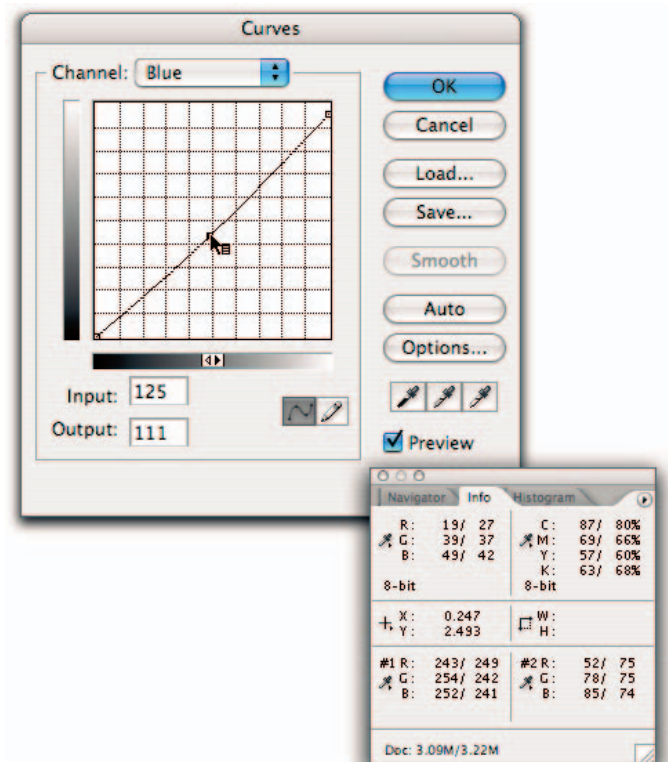 Curves
Channel: Blue
OK
Cancel
Load...
Save...
Smooth
Auto
Options...
Input: 125
Output: 111
Preview
Navigator Info Histogram
R: 19/ 27
G: 39/ 37
B: 49/ 42
8-bit
C: 87/ 80%
M: 69/ 66%
Y: 57/ 60%
K: 63/ 68%
8-bit
X: 0.247
Y: 2.493
W:
H:
#1 R: 243/ 249
G: 254/ 242
B: 252/ 241
#2 R: 52/ 75
G: 78/ 75
B: 85/ 74
Doc: 3.09M/3.22M